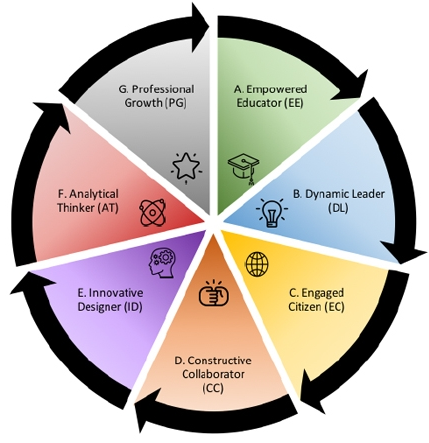 A. Empowered
Educator (EE)
B. Dynamic Leader
(DL)
C. Engaged
Citizen (EC)
D. Constructive
Collaborator
(CC)
E. Innovative
Designer (ID)
F. Analytical
Thinker (AT)
G. Professional
Growth (PG)